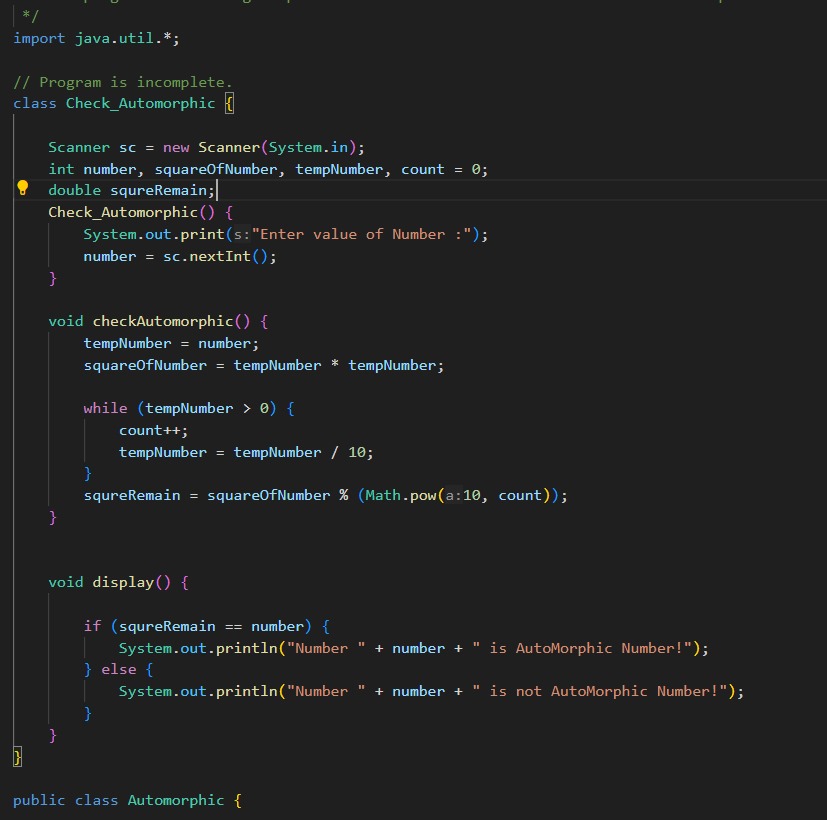 */
import java.util.*;
// Program is incomplete.
class Check_Automorphic {
Scanner sc = new Scanner(System.in);
int number, squareOfNumber, tempNumber, count = 0;
double squreRemain;
Check_Automorphic() {
System.out.print(s:"Enter value of Number :");
number = sc.nextInt();
}
void checkAutomorphic() {
tempNumber = number;
squareOfNumber = tempNumber * tempNumber;
while (tempNumber > 0) {
count++;
tempNumber = tempNumber / 10;
}
squreRemain = squareOfNumber % (Math.pow(a:10, count));
}
void display() {
if (squreRemain == number) {
System.out.println("Number " + number + " is AutoMorphic Number!");
} else {
System.out.println("Number " + number + " is not AutoMorphic Number!");
}
}
}
public class Automorphic {